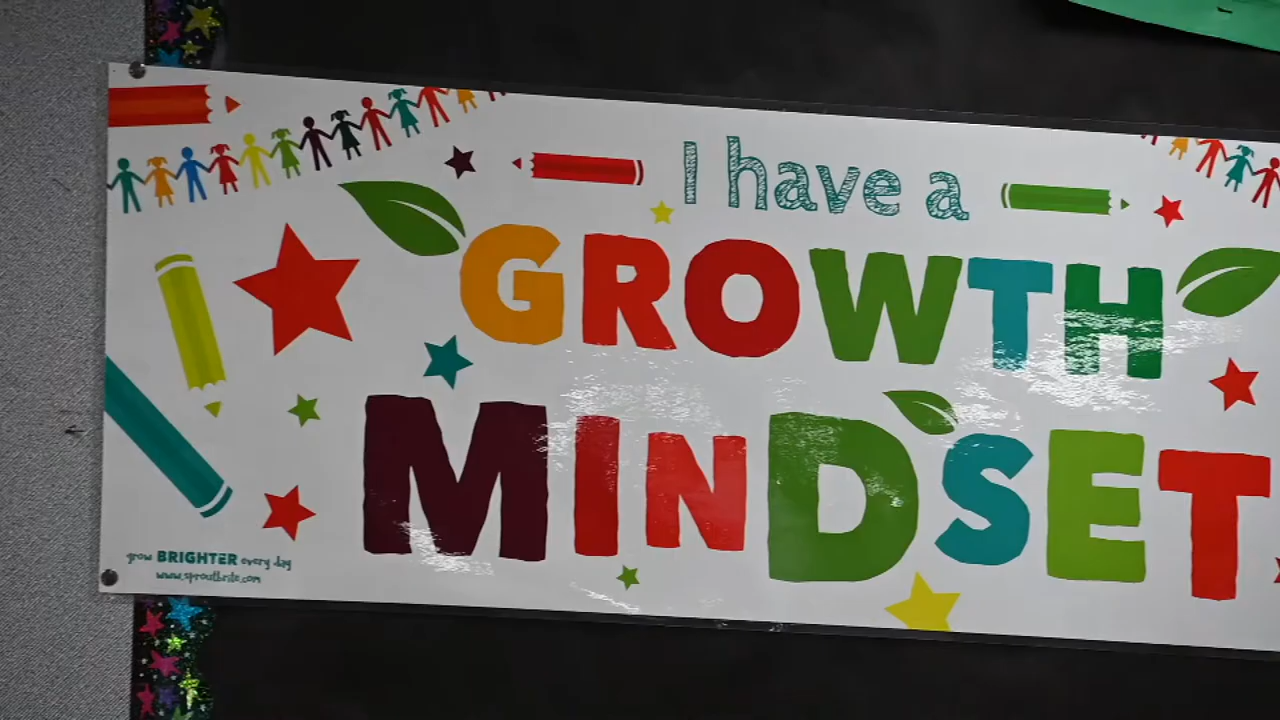 I have a
GROWTH
MINDSET
grow BRIGHTER every day
www.sproutbrite.com